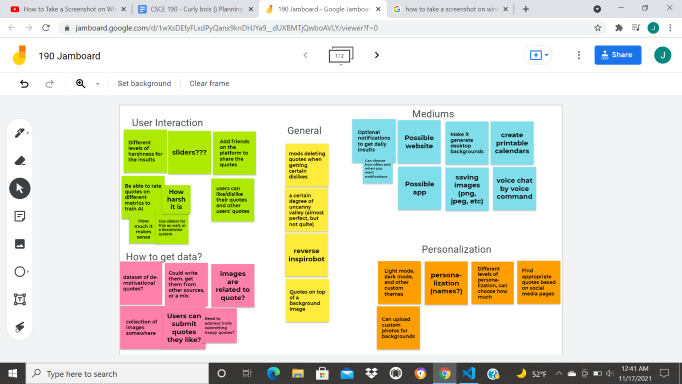 How to Take a Screenshot on Win
CSCE 190 - Curly bois (J Planning
190 Jamboard - Google Jamboard
how to take a screenshot on win
jamboard.google.com/d/1wXsDEfyFLxdPyQanx9knDHJYa9__dUXBMTjQwboAVLY/viewer?f=0
J
190 Jamboard
1/2
Share
J
Set background
Clear frame
User Interaction
Different
levels of
harshness for
the insults
sliders???
Add friends
on the
platform to
share the
quotes
Be able to rate
quotes on
different
metrics to
train AI
How
harsh
it is
users can
like/dislike
their quotes
and other
users' quotes
How
much it
makes
sense
Use sliders for
this as well, or
a like/dislike
system
How to get data?
dataset of de-
motivational
quotes?
Could write
them, get them
from other
sources, or a mix
images
are
related to
quote?
collection of
images
somewhere
Users can
submit
quotes
they like?
Need to
address trolls
submitting
happy quotes?
General
mods deleting
quotes when
getting
certain
dislikes
a certain
degree of
uncanny
valley (almost
perfect, but
not quite)
reverse
inspirobot
Quotes on top
of a
background
image
Mediums
Optional
notifications
to get daily
insults
Can choose
how often and
when you
want
notifications
Possible
website
Make it
generate
desktop
backgrounds
create
printable
calendars
Possible
app
saving
images
(png,
jpeg, etc)
voice chat
by voice
command
Personalization
Light mode,
dark mode,
and other
custom
themes
persona-
lization
(names?)
Different
levels of
persona-
lization, can
choose how
much
Find
appropriate
quotes based
on social
media pages
Can upload
custom
photos for
backgrounds
Type here to search
52°F
12:41 AM
11/17/2021